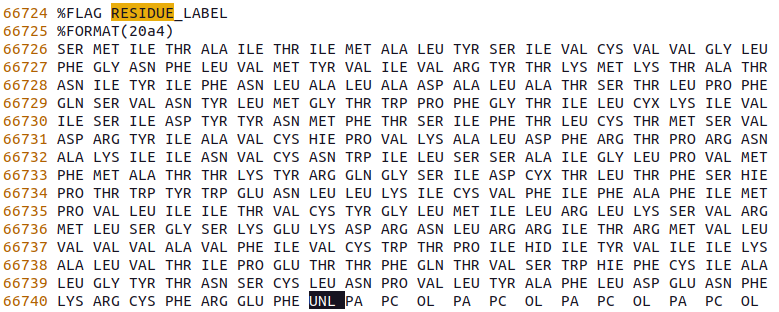 66724 %FLAG RESIDUE_LABEL
66725 %FORMAT(20a4)
66726 SER MET ILE THR ALA ILE THR ILE MET ALA LEU TYR SER ILE VAL CYS VAL VAL GLY LEU
66727 PHE GLY ASN PHE LEU VAL MET TYR VAL ILE VAL ARG TYR THR LYS MET LYS THR ALA THR
66728 ASN ILE TYR ILE PHE ASN LEU ALA LEU ALA ASP ALA LEU ALA THR SER THR LEU PRO PHE
66729 GLN SER VAL ASN TYR LEU MET GLY THR TRP PRO PHE GLY THR ILE LEU CYX LYS ILE VAL
66730 ILE SER ILE ASP TYR TYR ASN MET PHE THR SER ILE PHE THR LEU CYS THR MET SER VAL
66731 ASP ARG TYR ILE ALA VAL CYS HIE PRO VAL LYS ALA LEU ASP PHE ARG THR PRO ARG ASN
66732 ALA LYS ILE ILE ASN VAL CYS ASN TRP ILE LEU SER SER ALA ILE GLY LEU PRO VAL MET
66733 PHE MET ALA THR THR LYS TYR ARG GLN GLY SER ILE ASP CYX THR LEU THR PHE SER HIE
66734 PRO THR TRP TYR TRP GLU ASN LEU LEU LYS ILE CYS VAL PHE ILE PHE ALA PHE ILE MET
66735 PRO VAL LEU ILE ILE THR VAL CYS TYR GLY LEU MET ILE LEU ARG LEU LYS SER VAL ARG
66736 MET LEU SER GLY SER LYS GLU LYS ASP ARG ASN LEU ARG ARG ILE THR ARG MET VAL LEU
66737 VAL VAL VAL ALA VAL PHE ILE VAL CYS TRP THR PRO ILE HID ILE TYR VAL ILE ILE LYS
66738 ALA LEU VAL THR ILE PRO GLU THR THR PHE GLN THR VAL SER TRP HIE PHE CYS ILE ALA
66739 LEU GLY TYR THR ASN SER CYS LEU ASN PRO VAL LEU TYR ALA PHE LEU ASP GLU ASN PHE
66740 LYS ARG CYS PHE ARG GLU PHE UNL PA PC OL PA PC OL PA PC OL PA PC OL